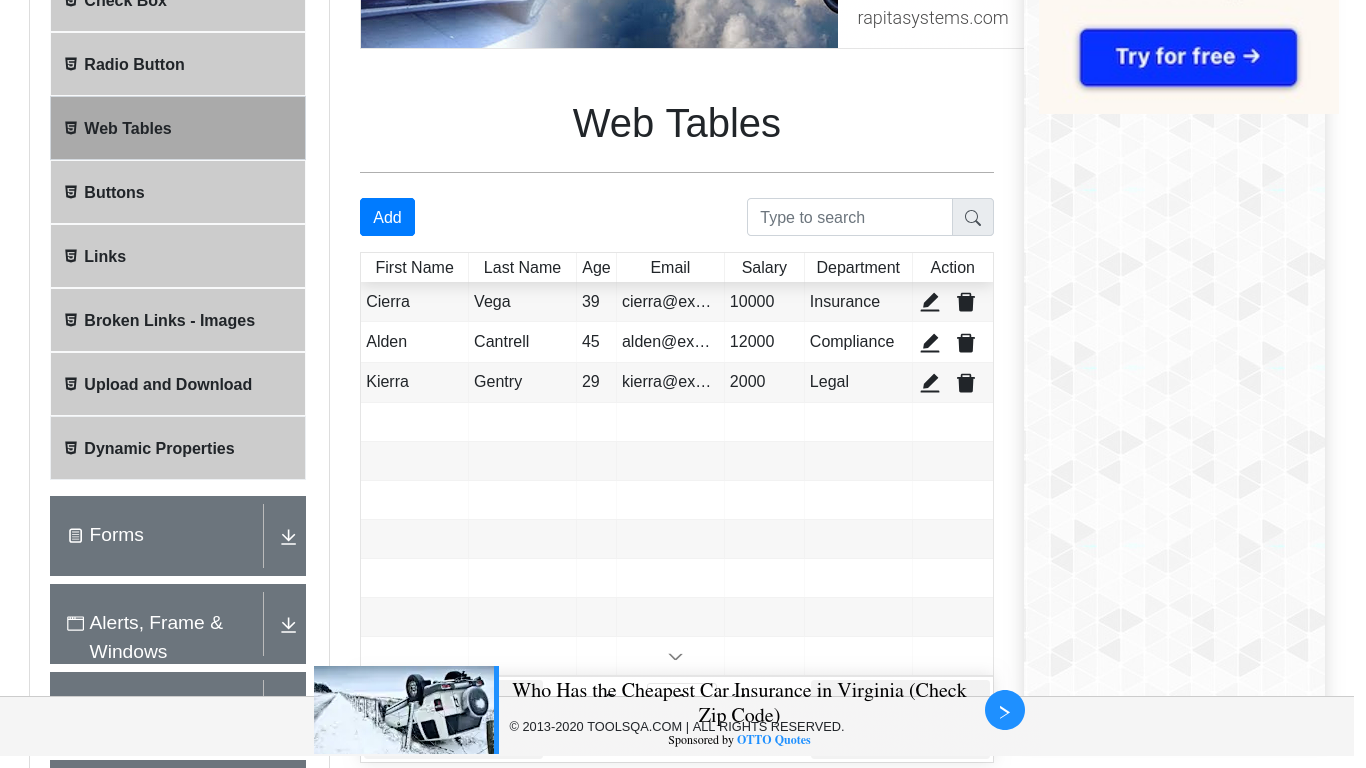 Check Box
rapitasystems.com
Try for free →
Radio Button
Web Tables
Web Tables
Buttons
Add
Type to search
Links
First Name Last Name Age Email Salary Department Action
Cierra Vega 39 cierra@ex… 10000 Insurance
Broken Links - Images
Alden Cantrell 45 alden@ex… 12000 Compliance
Upload and Download
Kierra Gentry 29 kierra@ex… 2000 Legal
Dynamic Properties
Forms
Alerts, Frame &
Windows
Who Has the Cheapest Car Insurance in Virginia (Check
Zip Code)
© 2013-2020 TOOLSQA.COM | ALL RIGHTS RESERVED.
Sponsored by OTTO Quotes